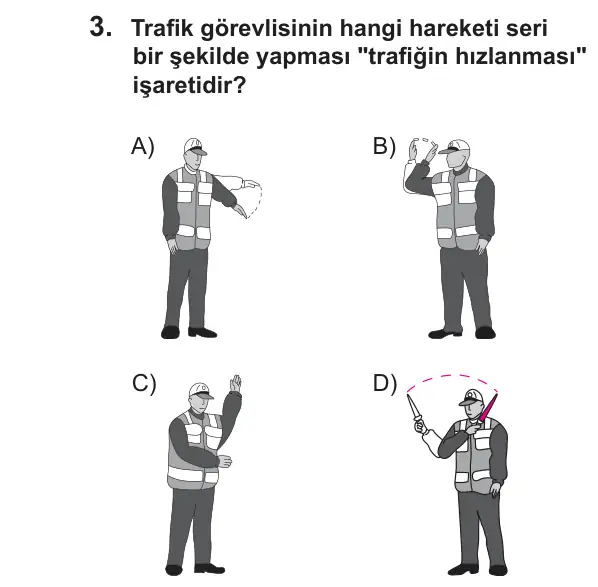 3. Trafik görevlisinin hangi hareketi seri
bir şekilde yapması "trafiğin hızlanması"
işaretidir?
A)
B)
C)
D)